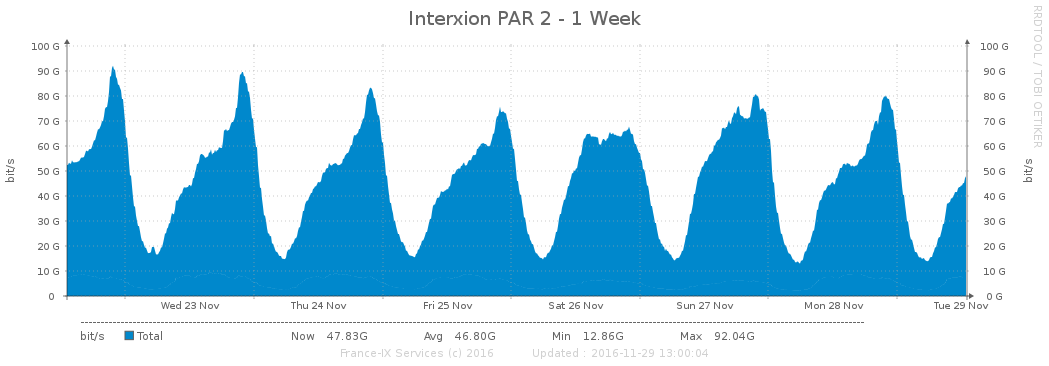 Interxion PAR 2 - 1 Week
RRDTOOL / TOBI OETIKER
100 G 100 G
90 G 90 G
80 G 80 G
70 G 70 G
60 G 60 G
50 G 50 G
40 G 40 G
30 G 30 G
20 G 20 G
10 G 10 G
0 0 G
bit/s
bit/s
Wed 23 Nov Thu 24 Nov Fri 25 Nov Sat 26 Nov Sun 27 Nov Mon 28 Nov Tue 29 Nov
bit/s Total Now 47.83G Avg 46.80G Min 12.86G Max 92.04G
France-IX Services (c) 2016 Updated : 2016-11-29 13:00:04